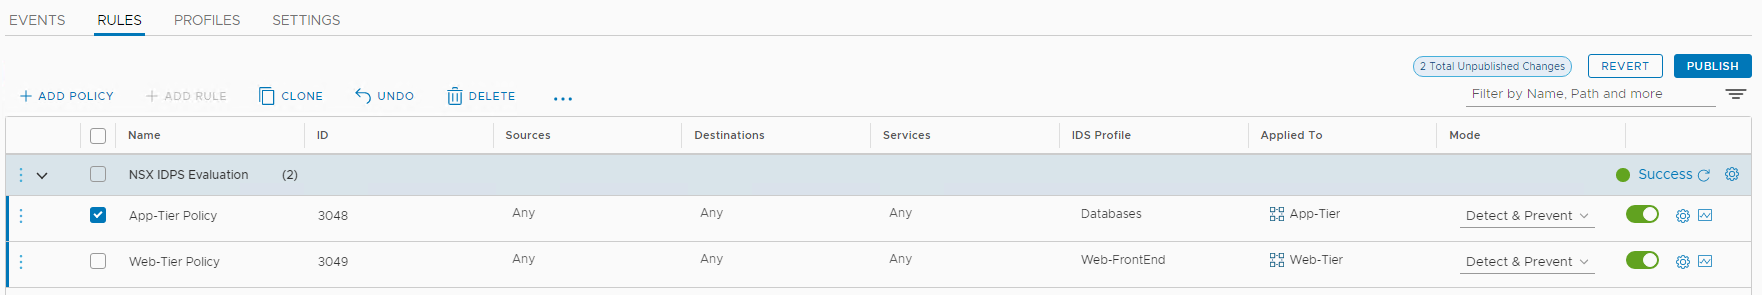 EVENTS RULES PROFILES SETTINGS
2 Total Unpublished Changes REVERT PUBLISH
+ ADD POLICY + ADD RULE CLONE UNDO DELETE ... Filter by Name, Path and more
Name ID Sources Destinations Services IDS Profile Applied To Mode
NSX IDPS Evaluation (2) Success
App-Tier Policy 3048 Any Any Any Databases App-Tier Detect & Prevent
Web-Tier Policy 3049 Any Any Any Web-FrontEnd Web-Tier Detect & Prevent